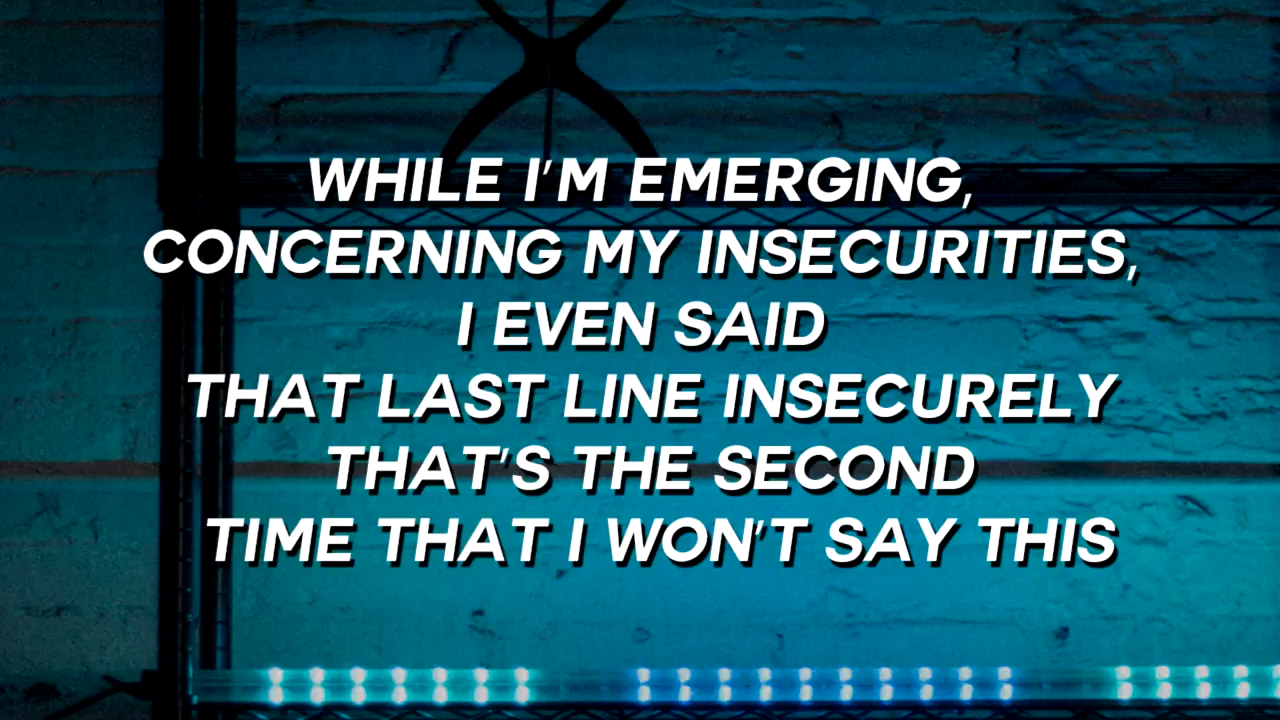 WHILE I'M EMERGING,
CONCERNING MY INSECURITIES,
I EVEN SAID
THAT LAST LINE INSECURELY
THAT'S THE SECOND
TIME THAT I WON'T SAY THIS